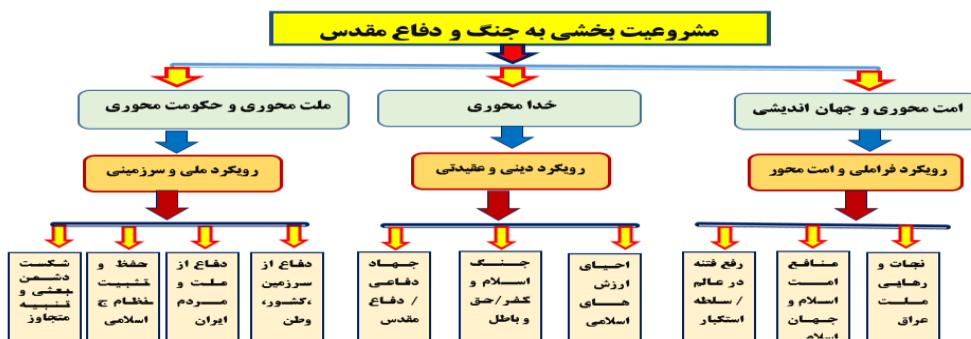 مشروعیت بخشی به جنگ و دفاع مقدس
امت محوری و جهان اندیشی
خدا محوری
ملت محوری و حکومت محوری
رویکرد فراملی و امت محور
رویکرد دینی و عقیدتی
رویکرد ملی و سرزمینی
نجات و
رهایی
ملت
عراق
منافع
امت
اسلام و
جهان
اسلام
رفع فتنه
در عالم
/ سلطه
استکبار
احیای
ارزش
های
اسلامی
جنگ
اسلام و
کفر/حق
و باطل
جهاد
دفاعی
/ دفاع
مقدس
دفاع از
سرزمین
،کشور،
وطن
دفاع از
ملت و
مردم
ایران
حفظ و
تثبیت
نظام ج
اسلامی
شکست
دشمن
بعثی و
تنبیه
متجاوز